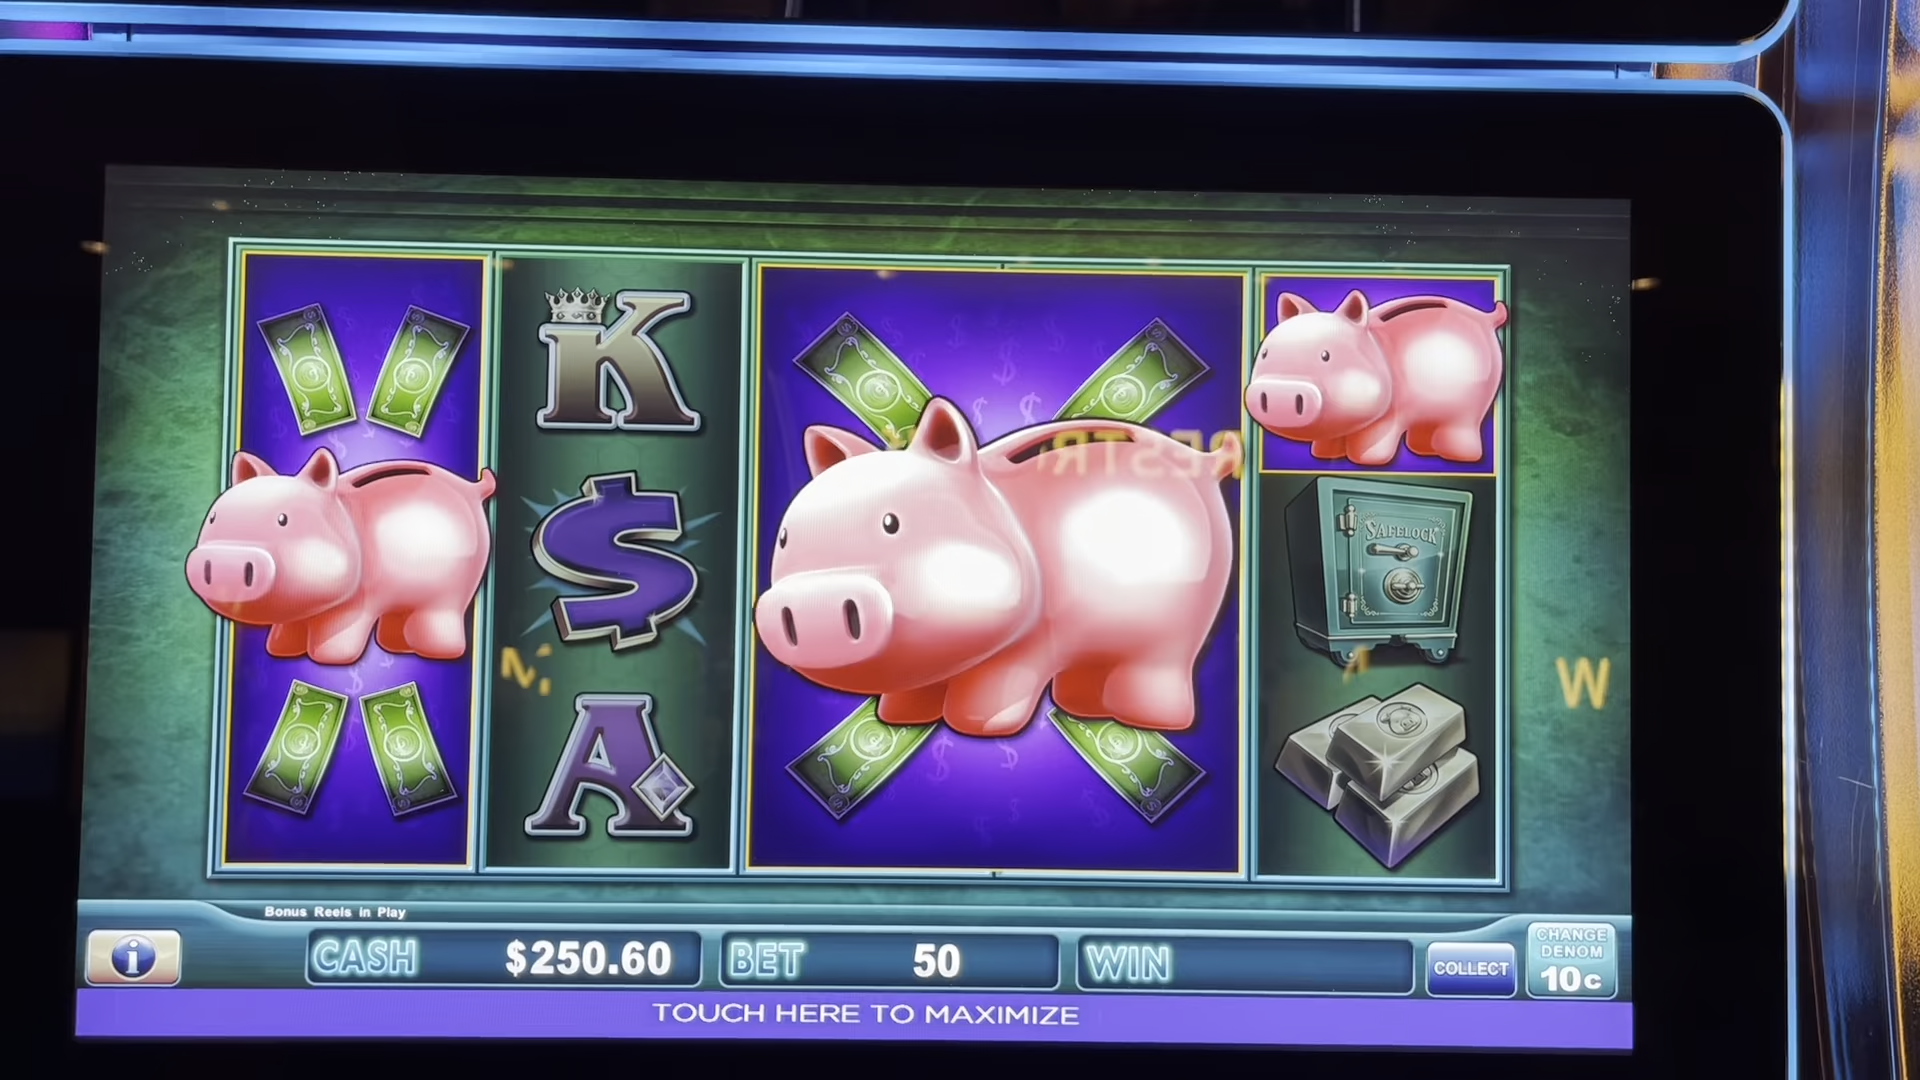 K
$
A
SAFELOCK
RESTR
W
Bonus Reels in Play
i
CASH $250.60
BET 50
WIN
COLLECT
CHANGE
DENOM
10c
TOUCH HERE TO MAXIMIZE